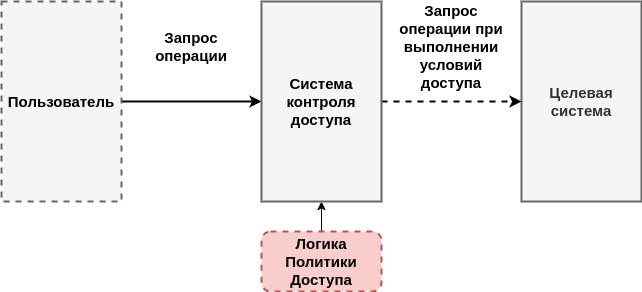 Пользователь
Запрос
операции
Система
контроля
доступа
Запрос
операции при
выполнении
условий
доступа
Целевая
система
Логика
Политики
Доступа